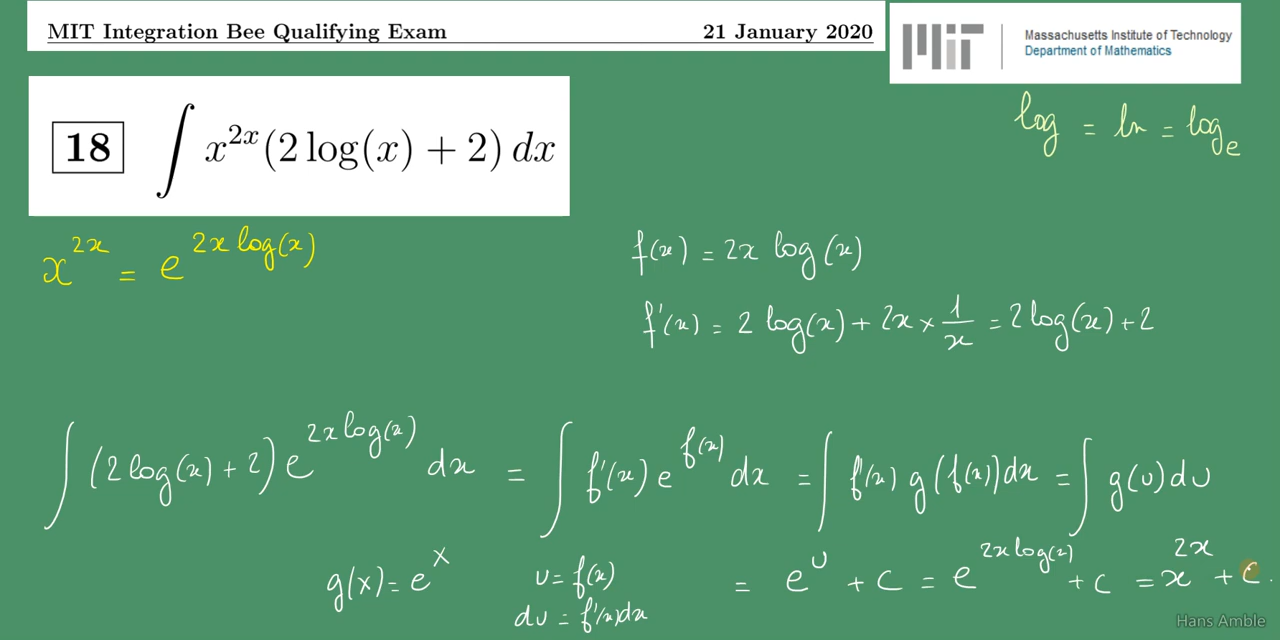 MIT Integration Bee Qualifying Exam 21 January 2020
MIT Massachusetts Institute of Technology
Department of Mathematics
log = ln = log_e
18 ∫ x^{2x} (2 log(x) + 2) dx
x^{2x} = e^{2x log(x)}
f(x) = 2x log(x)
f'(x) = 2 log(x) + 2x × 1/x = 2 log(x) + 2
∫ (2 log(x) + 2) e^{2x log(x)} dx = ∫ f'(x) e^{f(x)} dx = ∫ f'(x) g(f(x)) dx = ∫ g(u) du
g(x) = e^x
u = f(x)
du = f'(x) dx
= e^u + c = e^{2x log(x)} + c = x^{2x} + c.
Hans Amble